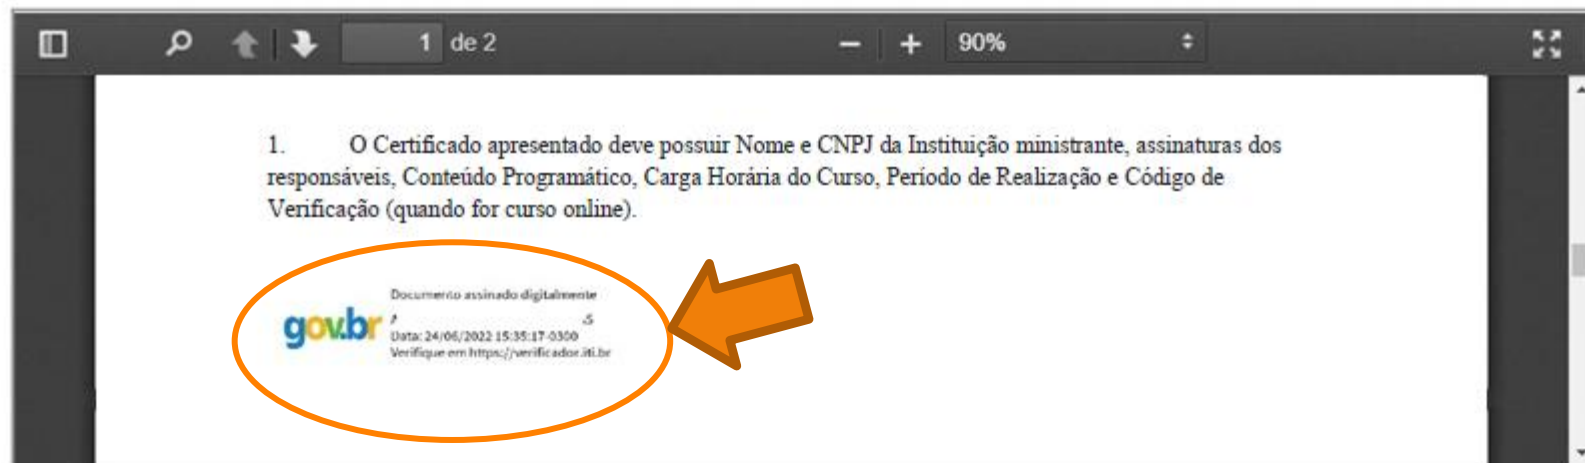 1 de 2
90%
1. O Certificado apresentado deve possuir Nome e CNPJ da Instituição ministrante, assinaturas dos
responsáveis, Conteúdo Programático, Carga Horária do Curso, Período de Realização e Código de
Verificação (quando for curso online).
gov.br
Documento assinado digitalmente
Data: 24/06/2022 15:35:17-0300
Verifique em https://verificador.iti.br